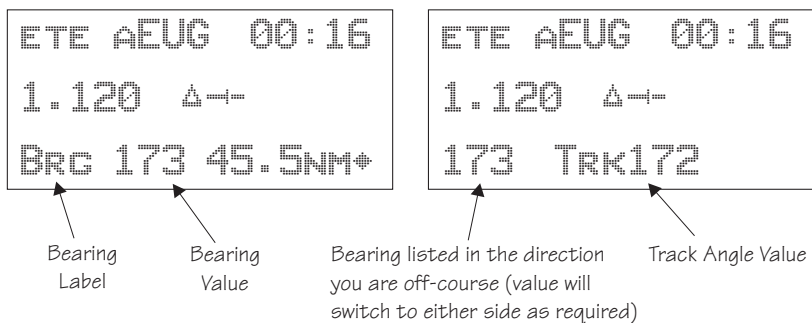 ETE AEUG 00:16
1.120
BRG 173 45.5NM
ETE AEUG 00:16
1.120
173 TRK172
Bearing
Label
Bearing
Value
Bearing listed in the direction
you are off-course (value will
switch to either side as required)
Track Angle Value